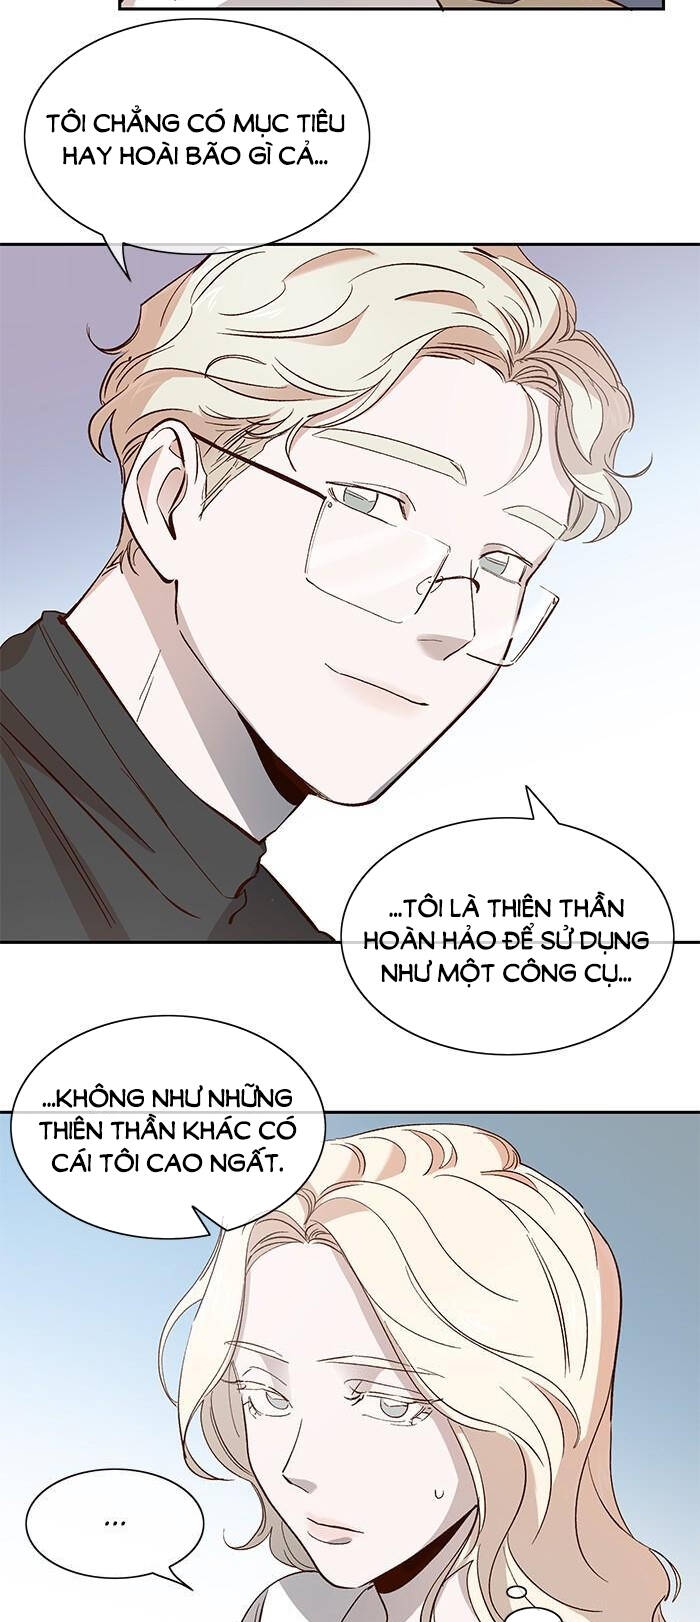 TÔI CHẲNG CÓ MỤC TIÊU
HAY HOÀI BÃO GÌ CẢ...
...TÔI LÀ THIÊN THẦN
HOÀN HẢO ĐỂ SỬ DỤNG
NHƯ MỘT CÔNG CỤ...
...KHÔNG NHƯ NHỮNG
THIÊN THẦN KHÁC CÓ
CÁI TÔI CAO NGẤT.
...